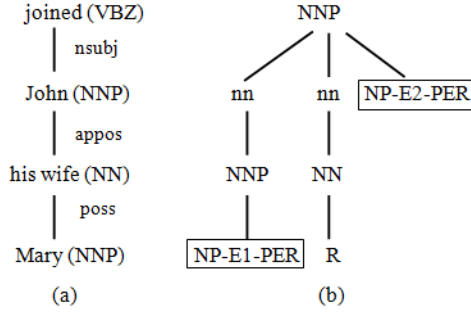 joined (VBZ)
nsubj
John (NNP)
appos
his wife (NN)
poss
Mary (NNP)
(a)
NNP
nn nn NP-E2-PER
NNP NN
NP-E1-PER R
(b)